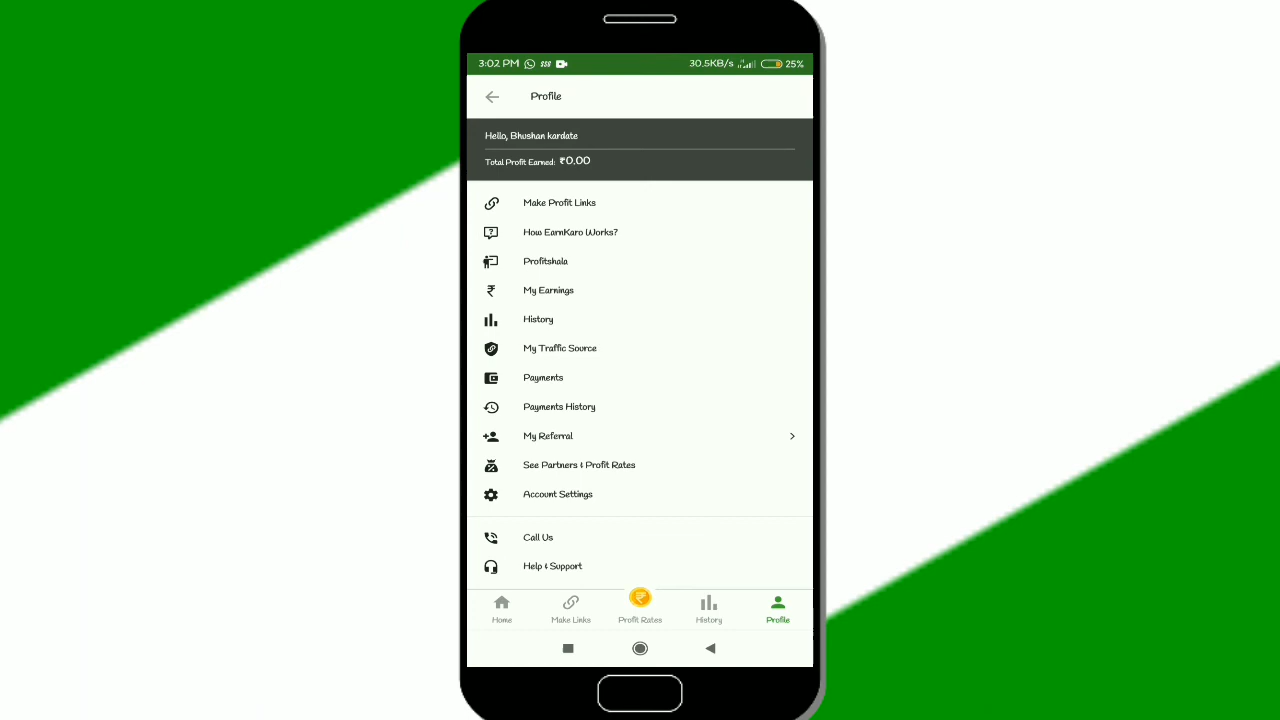 3:02 PM 30.5KB/s 25%
Profile
Hello, Bhushan kardate
Total Profit Earned: ₹0.00
Make Profit Links
How EarnKaro Works?
Profitshala
My Earnings
History
My Traffic Source
Payments
Payments History
My Referral
See Partners & Profit Rates
Account Settings
Call Us
Help & Support
Home Make Links Profit Rates History Profile